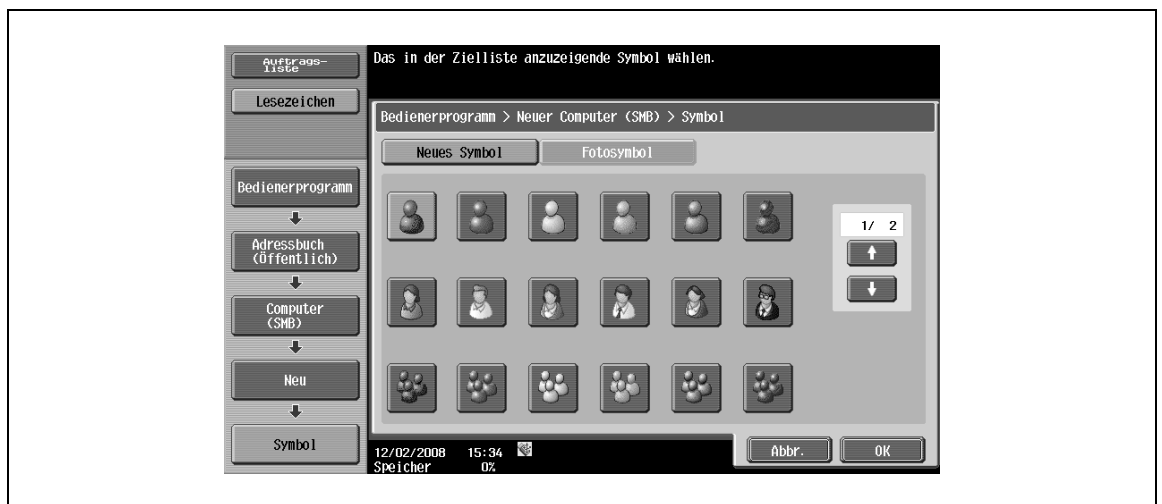 Auftrags-
liste
Lesezeichen
Bedienerprogramm
Adressbuch
(Öffentlich)
Computer
(SMB)
Neu
Symbol
Das in der Zielliste anzuzeigende Symbol wählen.
Bedienerprogramm > Neuer Computer (SMB) > Symbol
Neues Symbol
Fotosymbol
1/ 2
12/02/2008 15:34
Speicher 0%
Abbr.
OK